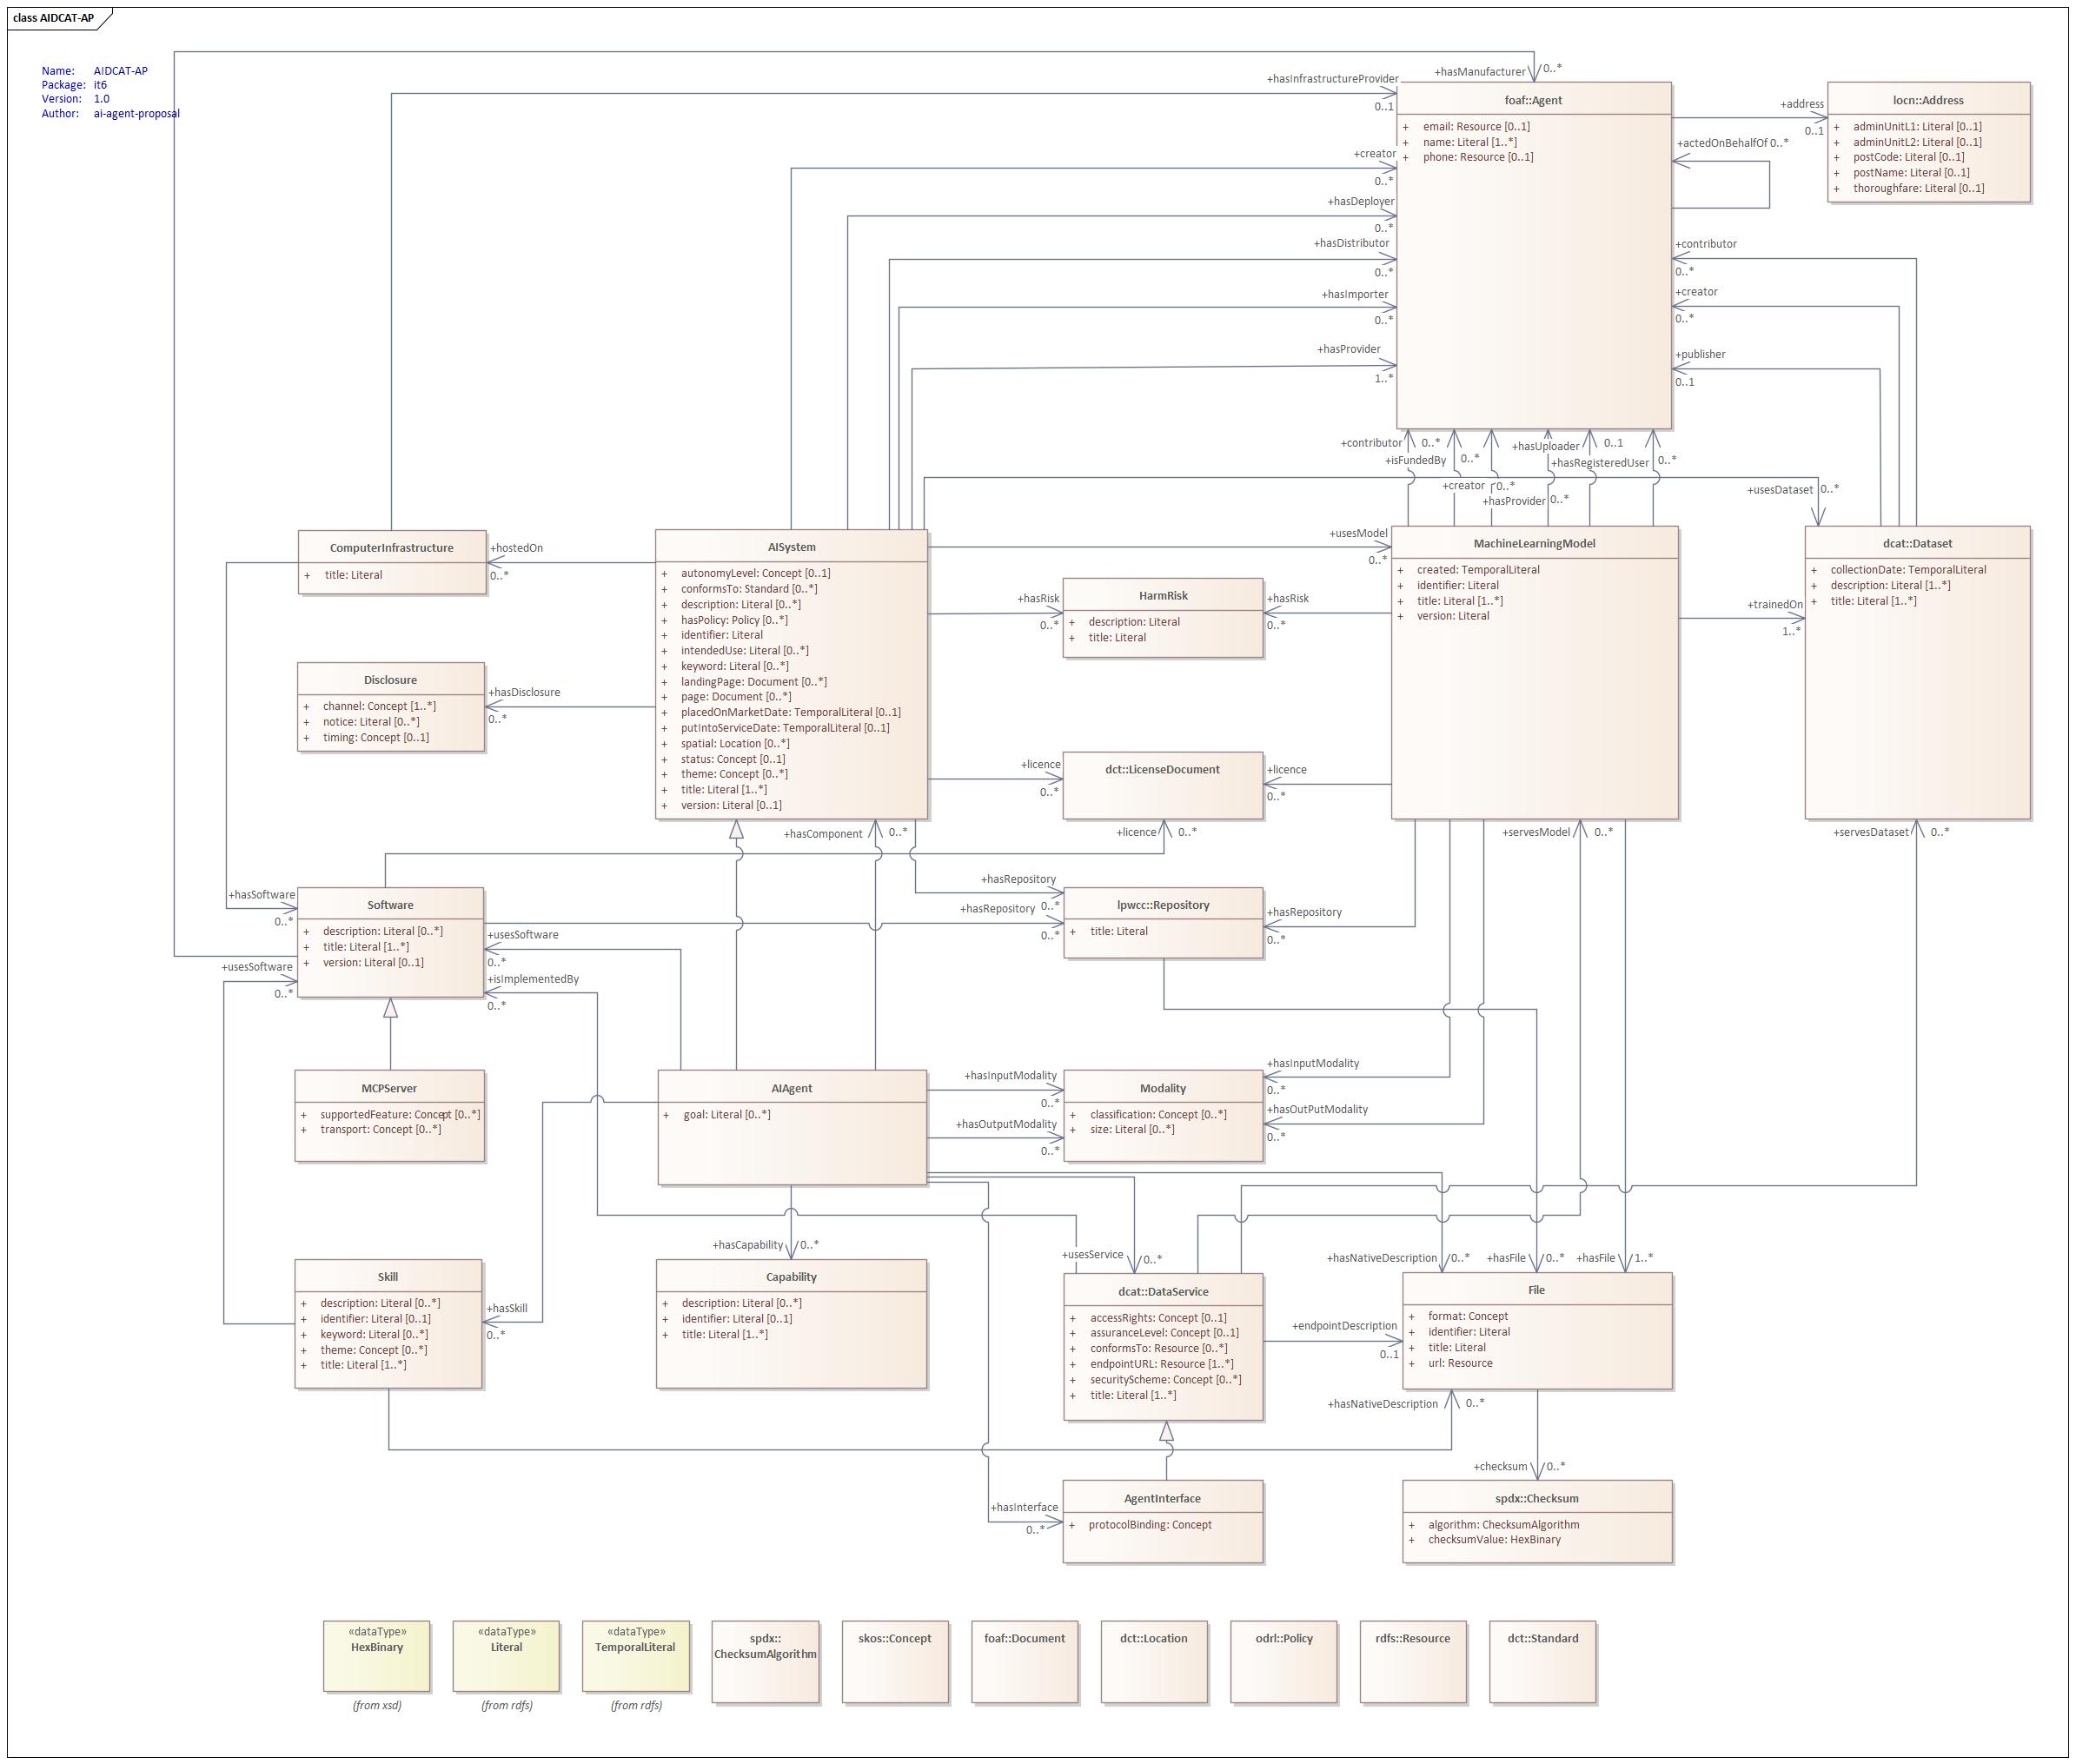 class AIDCAT-AP
Name: AIDCAT-AP
Package: it6
Version: 1.0
Author: ai-agent-proposal
+hasManufacturer 0..*
+hasInfrastructureProvider
0..1
foaf::Agent
+ email: Resource [0..1]
+ name: Literal [1..*]
+ phone: Resource [0..1]
+address
0..1
locn::Address
+ adminUnitL1: Literal [0..1]
+ adminUnitL2: Literal [0..1]
+ postCode: Literal [0..1]
+ postName: Literal [0..1]
+ thoroughfare: Literal [0..1]
+actedOnBehalfOf 0..*
+creator
0..*
+hasDeployer
0..*
+hasDistributor
0..*
+hasImporter
0..*
+hasProvider
1..*
+contributor
0..*
+creator
0..*
+publisher
0..1
+contributor 0..*
+isFundedBy 0..*
+creator 0..*
+hasUploader 0..1
+hasProvider 0..*
+hasRegisteredUser 0..*
+usesDataset 0..*
ComputerInfrastructure
+ title: Literal
+hostedOn
0..*
AISystem
+ autonomyLevel: Concept [0..1]
+ conformsTo: Standard [0..*]
+ description: Literal [0..*]
+ hasPolicy: Policy [0..*]
+ identifier: Literal
+ intendedUse: Literal [0..*]
+ keyword: Literal [0..*]
+ landingPage: Document [0..*]
+ page: Document [0..*]
+ placedOnMarketDate: TemporalLiteral [0..1]
+ putIntoServiceDate: TemporalLiteral [0..1]
+ spatial: Location [0..*]
+ status: Concept [0..1]
+ theme: Concept [0..*]
+ title: Literal [1..*]
+ version: Literal [0..1]
+usesModel
0..*
MachineLearningModel
+ created: TemporalLiteral
+ identifier: Literal
+ title: Literal [1..*]
+ version: Literal
dcat::Dataset
+ collectionDate: TemporalLiteral
+ description: Literal [1..*]
+ title: Literal [1..*]
+trainedOn
1..*
+hasRisk
0..*
HarmRisk
+ description: Literal
+ title: Literal
+hasRisk
0..*
Disclosure
+ channel: Concept [1..*]
+ notice: Literal [0..*]
+ timing: Concept [0..1]
+hasDisclosure
0..*
+licence
0..*
dct::LicenseDocument
+licence
0..*
+licence 0..*
+hasComponent 0..*
+servesModel 0..*
+servesDataset 0..*
+hasSoftware
0..*
Software
+ description: Literal [0..*]
+ title: Literal [1..*]
+ version: Literal [0..1]
+hasRepository
0..*
+hasRepository
0..*
lpwcc::Repository
+ title: Literal
+hasRepository
0..*
+usesSoftware
0..*
+usesSoftware
0..*
+isImplementedBy
0..*
MCPServer
+ supportedFeature: Concept [0..*]
+ transport: Concept [0..*]
AIAgent
+ goal: Literal [0..*]
+hasInputModality
0..*
+hasOutputModality
0..*
Modality
+ classification: Concept [0..*]
+ size: Literal [0..*]
+hasInputModality
0..*
+hasOutPutModality
0..*
+hasCapability 0..*
+usesService 0..*
+hasNativeDescription 0..*
+hasFile 0..*
+hasFile 1..*
Skill
+ description: Literal [0..*]
+ identifier: Literal [0..1]
+ keyword: Literal [0..*]
+ theme: Concept [0..*]
+ title: Literal [1..*]
+hasSkill
0..*
Capability
+ description: Literal [0..*]
+ identifier: Literal [0..1]
+ title: Literal [1..*]
dcat::DataService
+ accessRights: Concept [0..1]
+ assuranceLevel: Concept [0..1]
+ conformsTo: Resource [0..*]
+ endpointURL: Resource [1..*]
+ securityScheme: Concept [0..*]
+ title: Literal [1..*]
+endpointDescription
0..1
File
+ format: Concept
+ identifier: Literal
+ title: Literal
+ url: Resource
+hasNativeDescription 0..*
+checksum 0..*
+hasInterface
0..*
AgentInterface
+ protocolBinding: Concept
spdx::Checksum
+ algorithm: ChecksumAlgorithm
+ checksumValue: HexBinary
«dataType»
HexBinary
(from xsd)
«dataType»
Literal
(from rdfs)
«dataType»
TemporalLiteral
(from rdfs)
spdx::
ChecksumAlgorithm
skos::Concept
foaf::Document
dct::Location
odrl::Policy
rdfs::Resource
dct::Standard